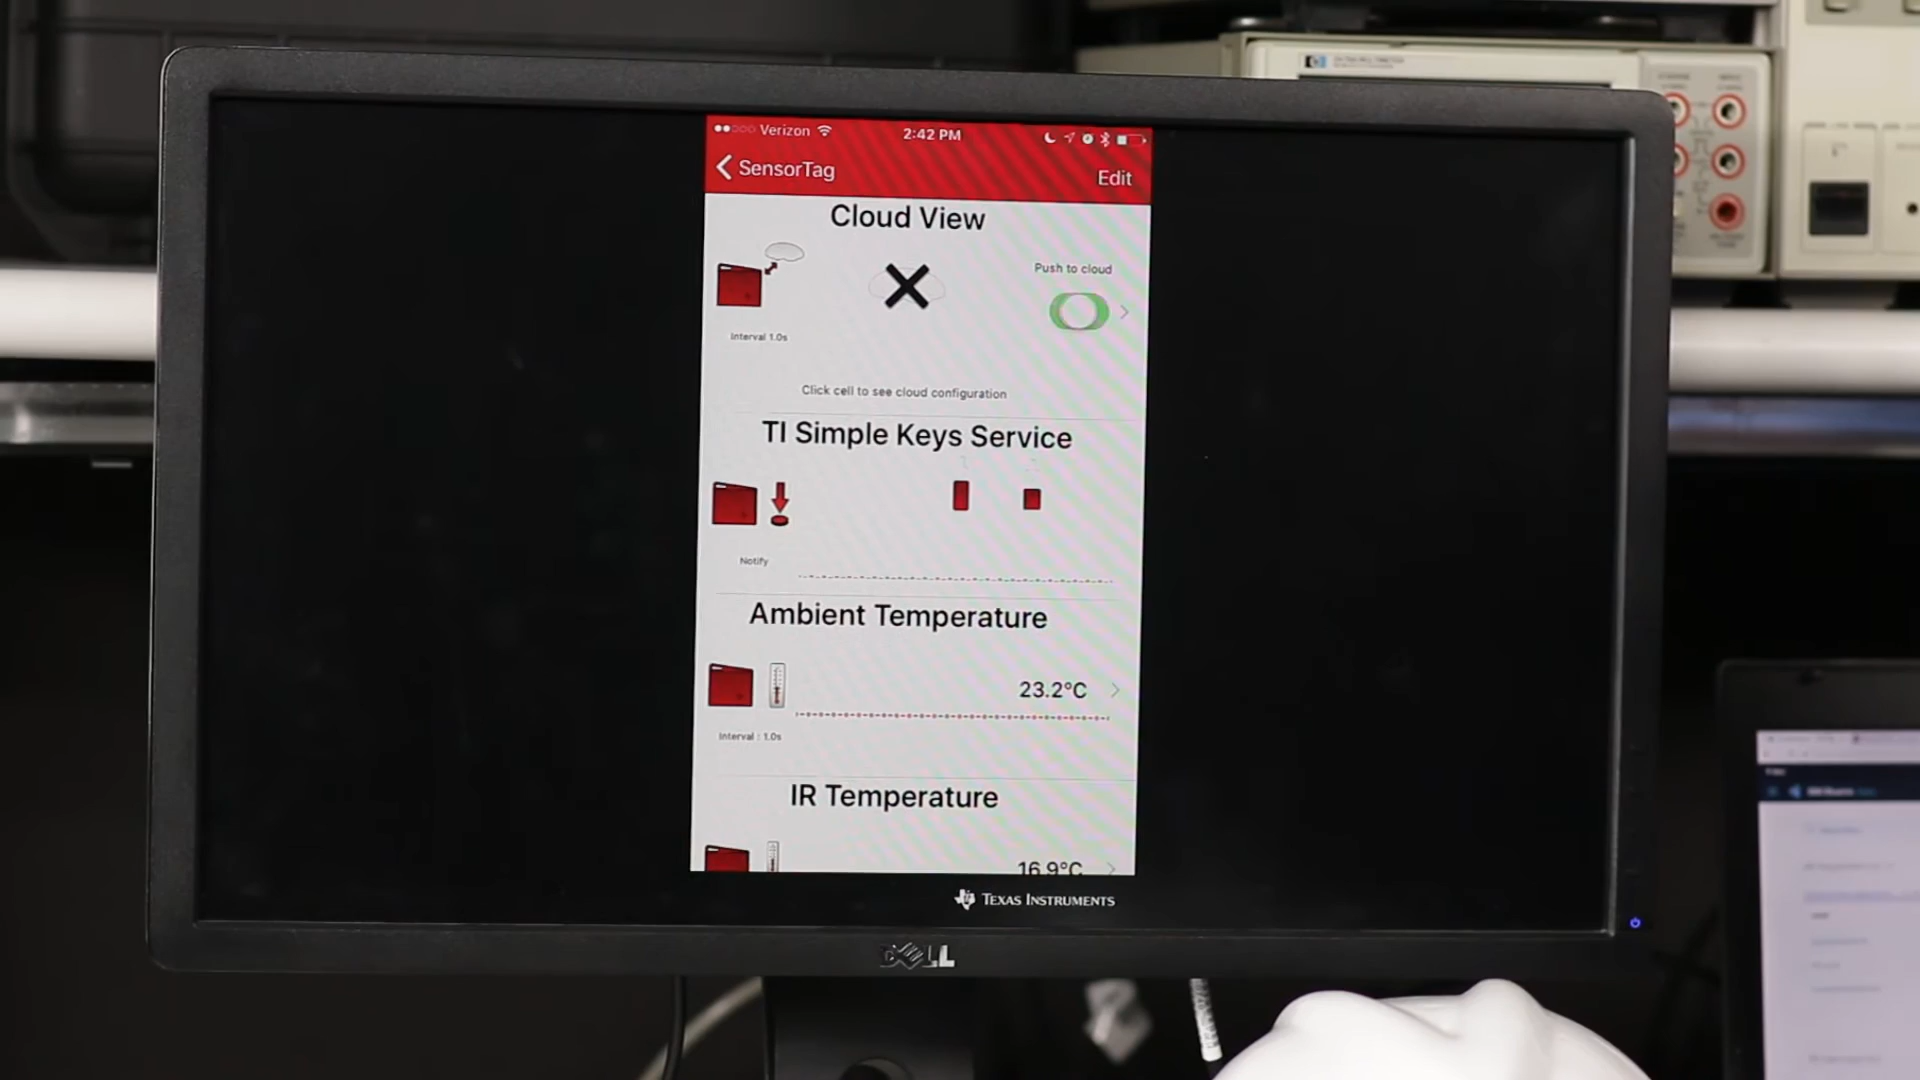 Verizon 2:42 PM
SensorTag Edit
Cloud View
Push to cloud
Interval 1.0s
Click cell to see cloud configuration
TI Simple Keys Service
Notify
Ambient Temperature
23.2°C
Interval : 1.0s
IR Temperature
16.9°C
TEXAS INSTRUMENTS
DELL